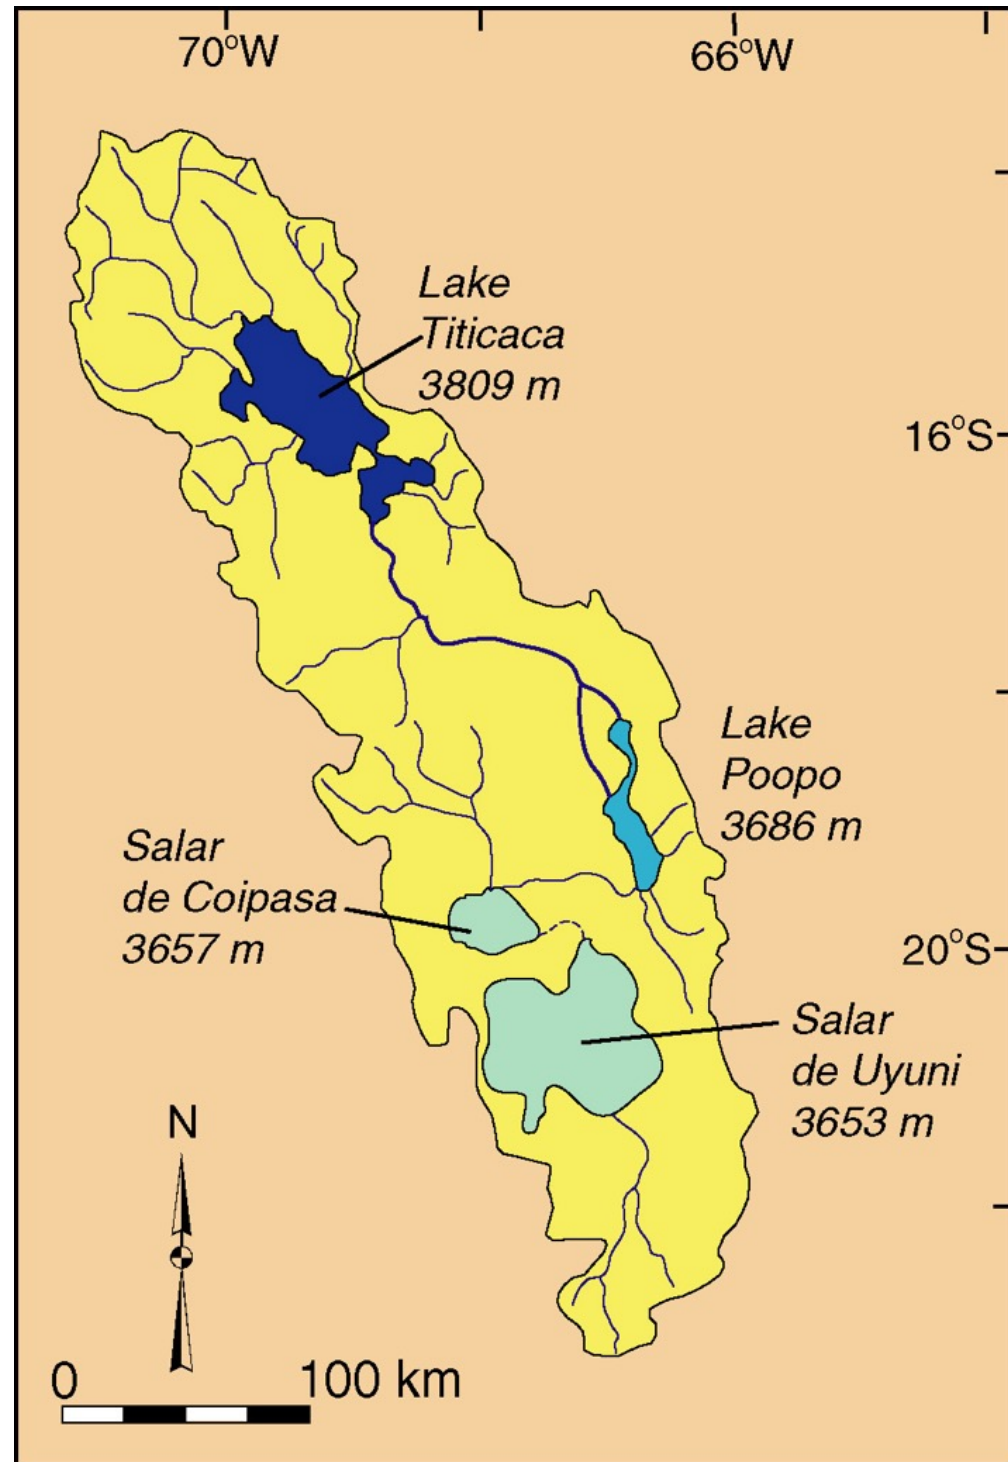 70°W
66°W
Lake
Titicaca
3809 m
16°S
Lake
Poopo
3686 m
Salar
de Coipasa
3657 m
20°S
Salar
de Uyuni
3653 m
N
0
100 km